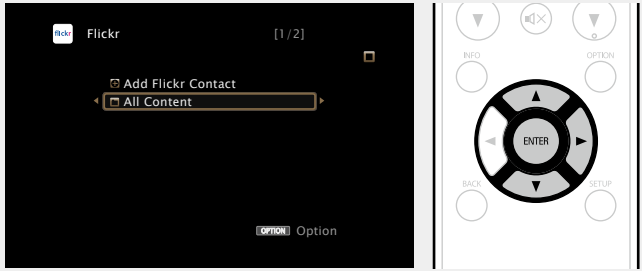 flickr Flickr [1/2]
Add Flickr Contact
All Content
OPTION Option
INFO OPTION
ENTER
BACK SETUP